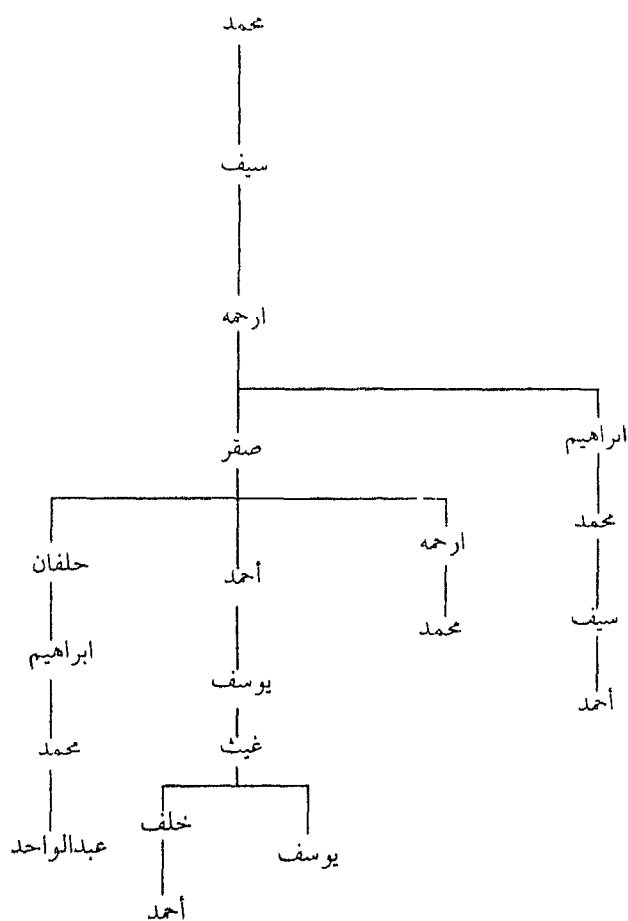 محمد
سيف
ارحمه
ابراهيم
صقر
محمد
ارحمه
حلفان
أحمد
سيف
محمد
ابراهيم
يوسف
أحمد
غيث
محمد
خلف
عبدالواحد
يوسف
أحمد